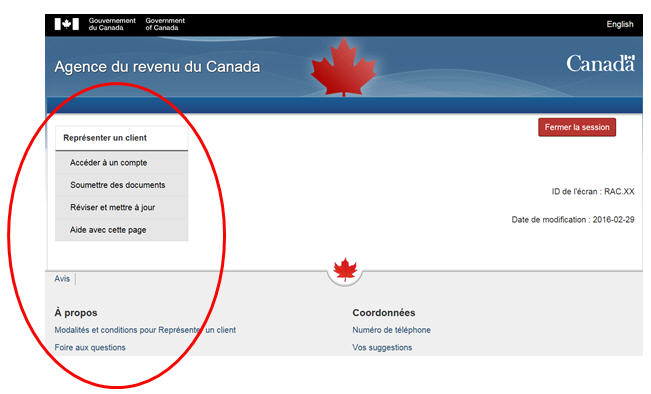 Gouvernement du Canada
Government of Canada
English
Agence du revenu du Canada
Canada
Fermer la session
Représenter un client
Accéder à un compte
Soumettre des documents
Réviser et mettre à jour
Aide avec cette page
ID de l'écran : RAC.XX
Date de modification : 2016-02-29
Avis
À propos
Modalités et conditions pour Représenter un client
Foire aux questions
Coordonnées
Numéro de téléphone
Vos suggestions